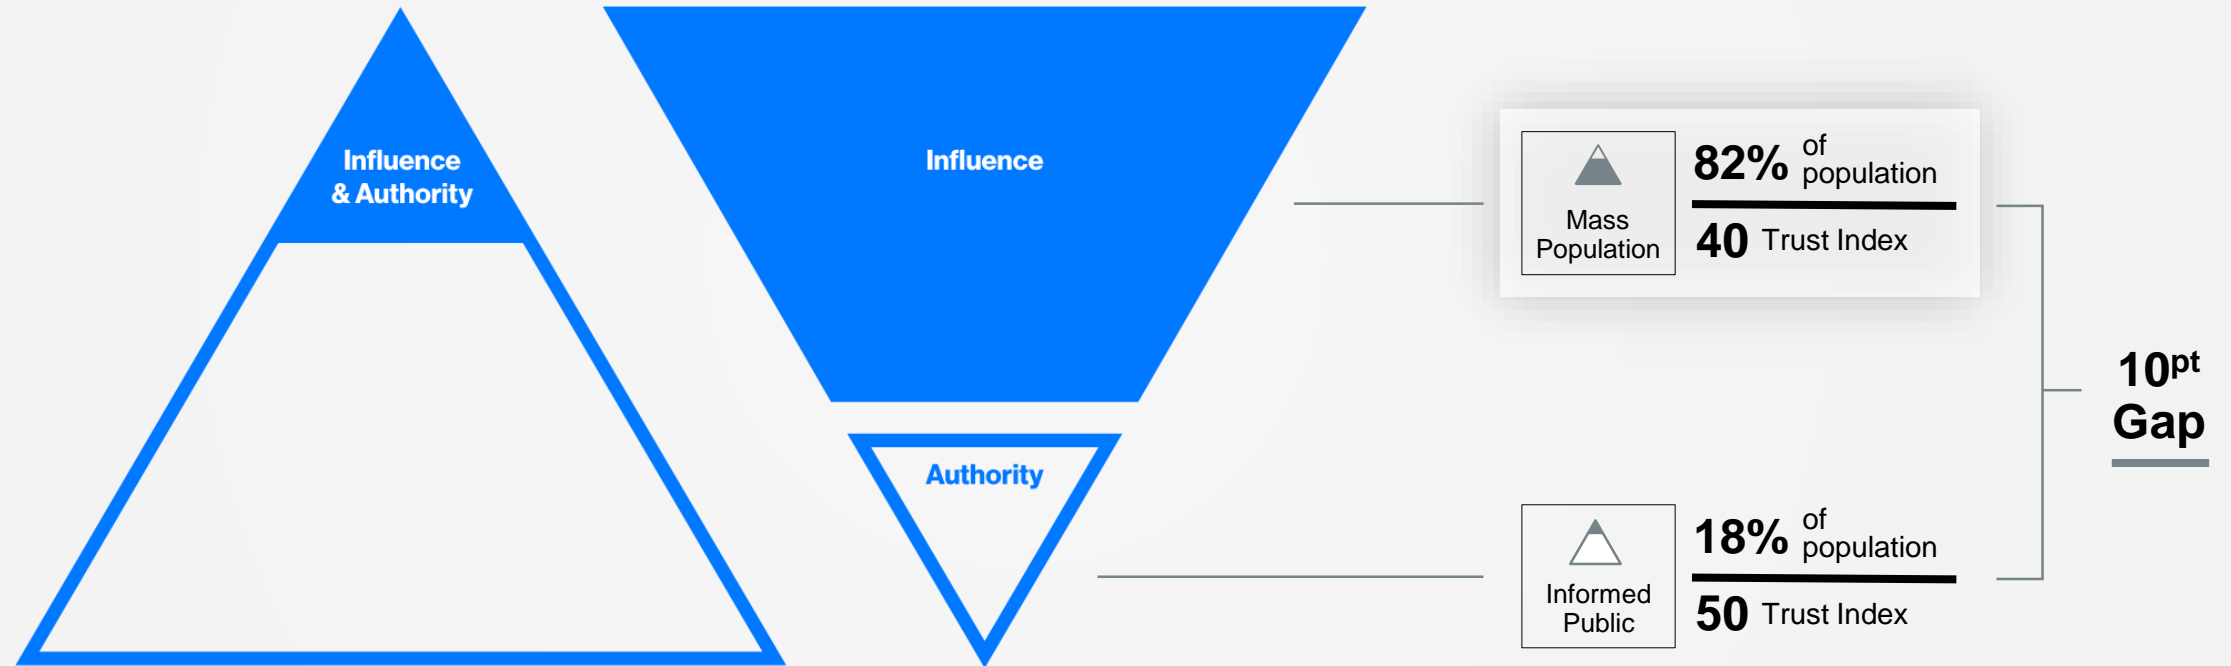 Influence
& Authority
Influence
Authority
Mass
Population
82% of
population
40 Trust Index
Informed
Public
18% of
population
50 Trust Index
10pt
Gap